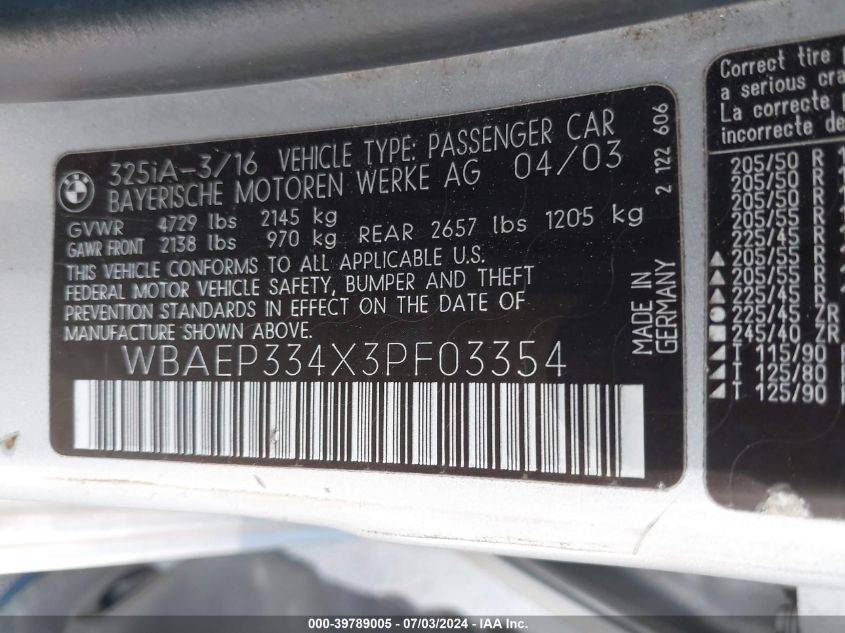 BMW
325iA-3/16 VEHICLE TYPE: PASSENGER CAR
BAYERISCHE MOTOREN WERKE AG 04/03
GVWR 4729 lbs 2145 kg
GAWR FRONT 2138 lbs 970 kg REAR 2657 lbs 1205 kg
THIS VEHICLE CONFORMS TO ALL APPLICABLE U.S.
FEDERAL MOTOR VEHICLE SAFETY, BUMPER AND THEFT
PREVENTION STANDARDS IN EFFECT ON THE DATE OF
MANUFACTURE SHOWN ABOVE.
WBAEP334X3PF03354
MADE IN
GERMANY
2 122 606
Correct tire
a serious
La correcte
incorrecte
205/50 R
205/50 R
205/50 R
205/55 R
225/45 R
▲ 205/55 R
▲ 205/55 R
▲ 225/45 R
● 225/45 ZR
■ 245/40 ZR
▲ T 115/90 R
▲ T 125/80 R
▲ T 125/90 R
000-39789005 | 07/03/2024 | IAA Inc.